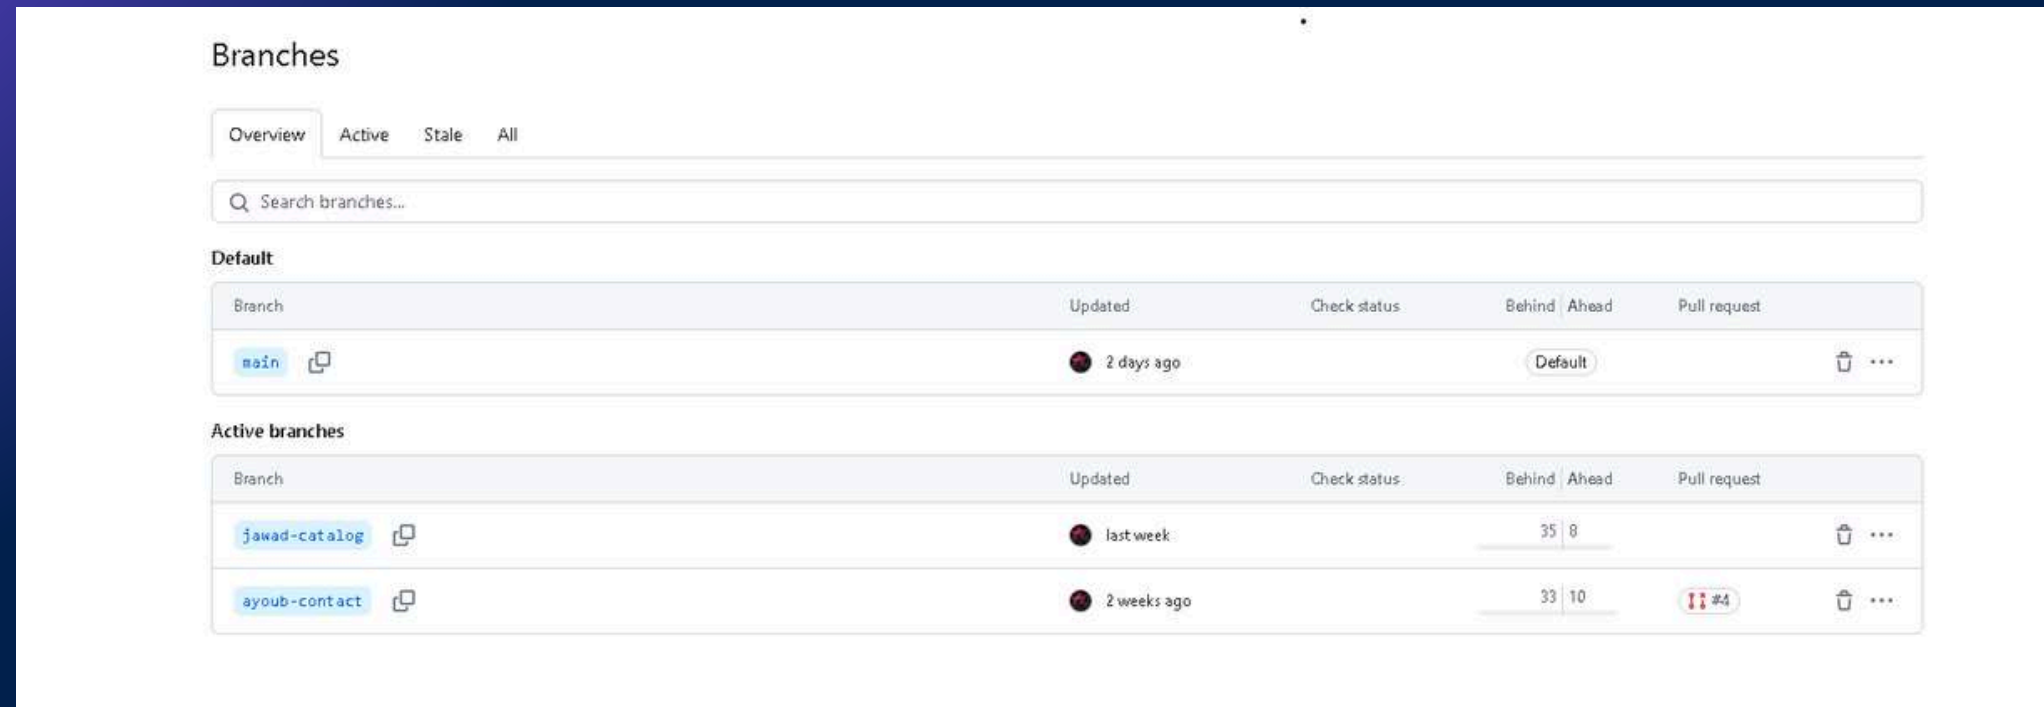 Branches
Overview Active Stale All
Search branches...
Default
Branch Updated Check status Behind Ahead Pull request
main 2 days ago Default
Active branches
Branch Updated Check status Behind Ahead Pull request
jawad-catalog last week 35 8
ayoub-contact 2 weeks ago 33 10 #4